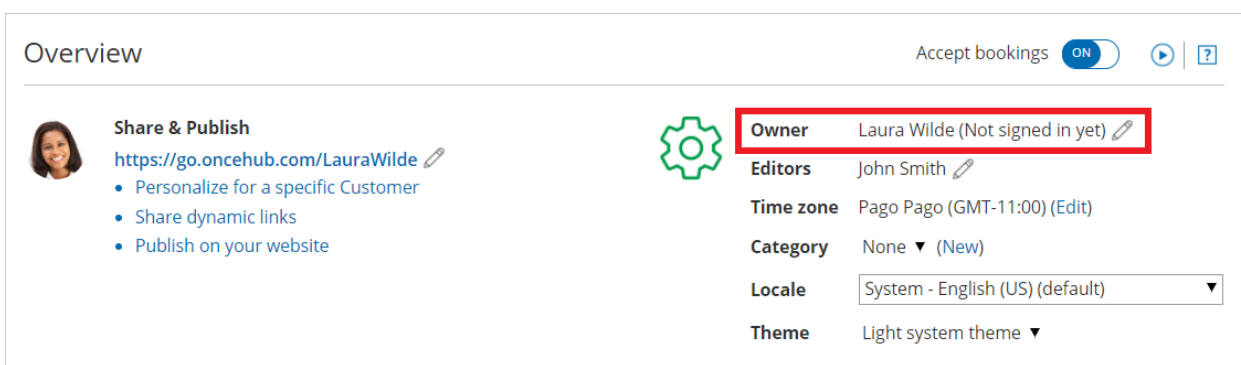 Overview
Accept bookings ON ?
Share & Publish
https://go.oncehub.com/LauraWilde
• Personalize for a specific Customer
• Share dynamic links
• Publish on your website
Owner Laura Wilde (Not signed in yet)
Editors John Smith
Time zone Pago Pago (GMT-11:00) (Edit)
Category None ▼ (New)
Locale System - English (US) (default) ▼
Theme Light system theme ▼